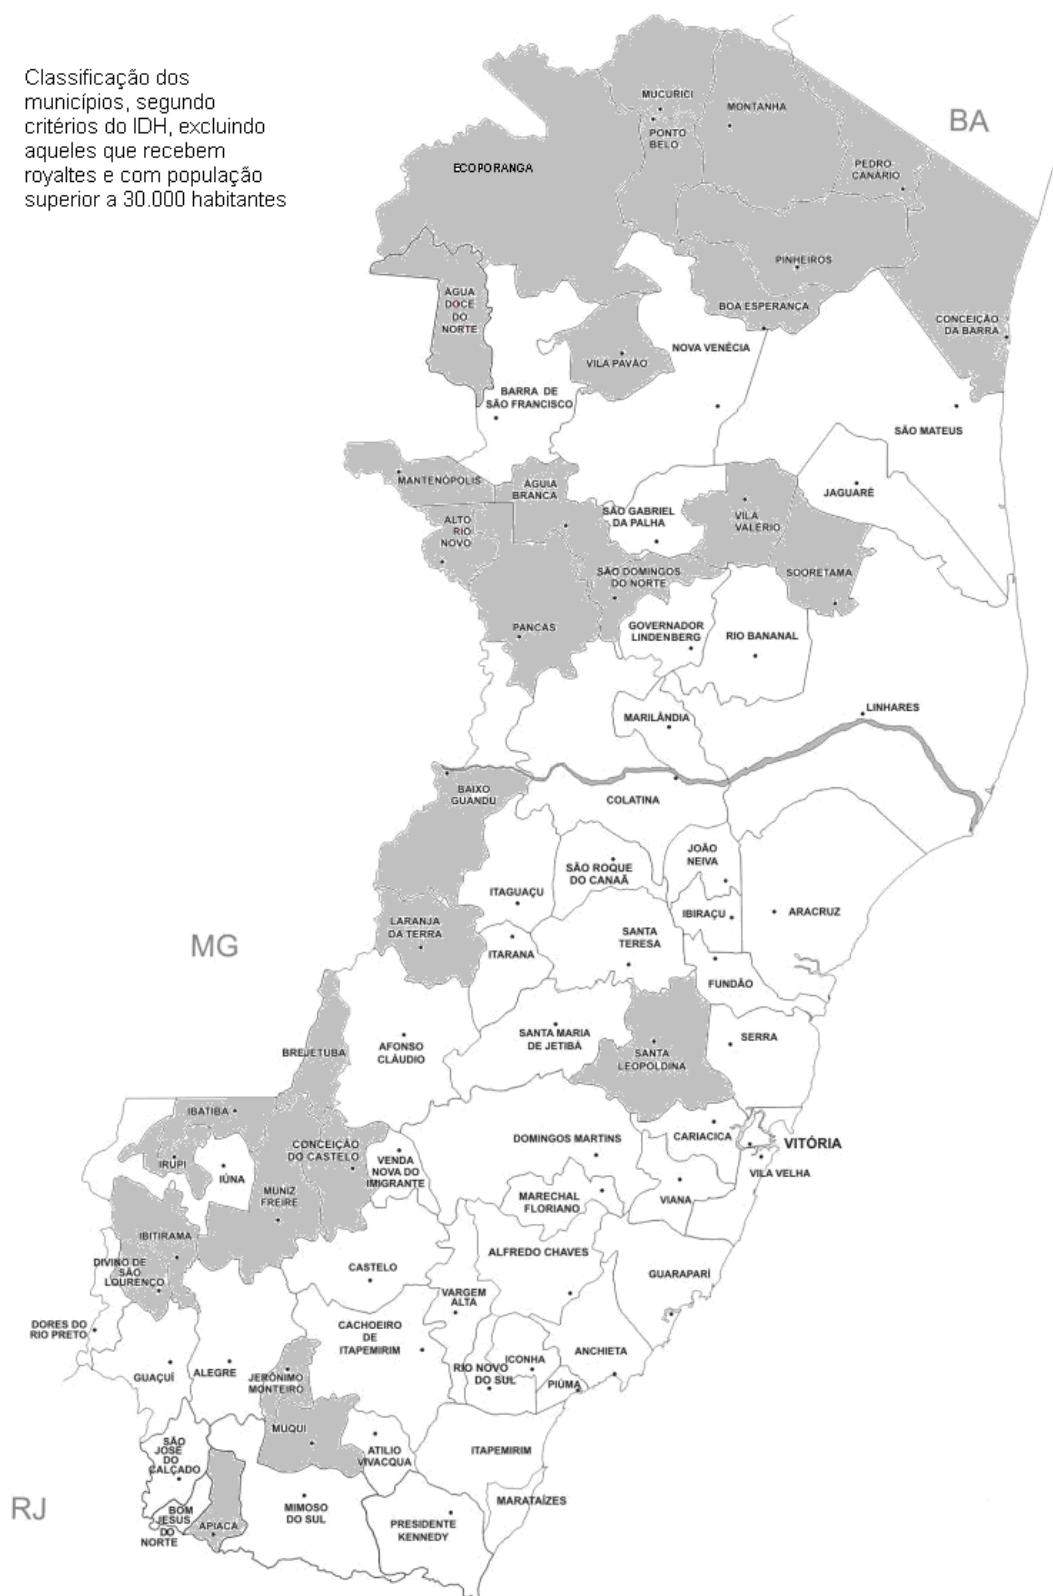 Classificação dos
municípios, segundo
critérios do IDH, excluindo
aqueles que recebem
royaltes e com população
superior a 30.000 habitantes
BA
MUCURICI
MONTANHA
PONTO
BELO
ECOPORANGA
PEDRO
CANÁRIO
PINHEIROS
ÁGUA
DOCE
DO
NORTE
BOA ESPERANÇA
CONCEIÇÃO
DA BARRA
NOVA VENÉCIA
VILA PAVÃO
BARRA DE
SÃO FRANCISCO
SÃO MATEUS
MANTENÓPOLIS
ÁGUIA
BRANCA
JAGUARÉ
SÃO GABRIEL
DA PALHA
VILA
VALÉRIO
ALTO
RIO
NOVO
SÃO DOMINGOS
DO NORTE
SOORETAMA
PANCAS
GOVERNADOR
LINDENBERG
RIO BANANAL
LINHARES
MARILÂNDIA
BAIXO
GUANDU
COLATINA
JOÃO
NEIVA
SÃO ROQUE
DO CANAÃ
ITAGUAÇU
IBIRAÇU
ARACRUZ
LARANJA
DA TERRA
SANTA
TERESA
MG
ITARANA
FUNDÃO
SANTA MARIA
DE JETIBÁ
SERRA
BREJETUBA
AFONSO
CLÁUDIO
SANTA
LEOPOLDINA
IBATIBA
CARIACICA
VITÓRIA
DOMINGOS MARTINS
CONCEIÇÃO
DO CASTELO
VENDA
NOVA DO
IMIGRANTE
IRUPI
IÚNA
VILA VELHA
MUNIZ
FREIRE
MARECHAL
FLORIANO
VIANA
IBITIRAMA
ALFREDO CHAVES
DIVINO DE
SÃO
LOURENÇO
CASTELO
GUARAPARÍ
VARGEM
ALTA
DORES DO
RIO PRETO
CACHOEIRO
DE
ITAPEMIRIM
ANCHIETA
ICONHA
RIO NOVO
DO SUL
GUAÇUÍ
ALEGRE
JERÔNIMO
MONTEIRO
PIÚMA
MUQUI
SÃO
JOSÉ
DO
CALÇADO
ATILIO
VIVACQUA
ITAPEMIRIM
MARATAÍZES
RJ
BOM
JESUS
DO
NORTE
APIACÁ
MIMOSO
DO SUL
PRESIDENTE
KENNEDY